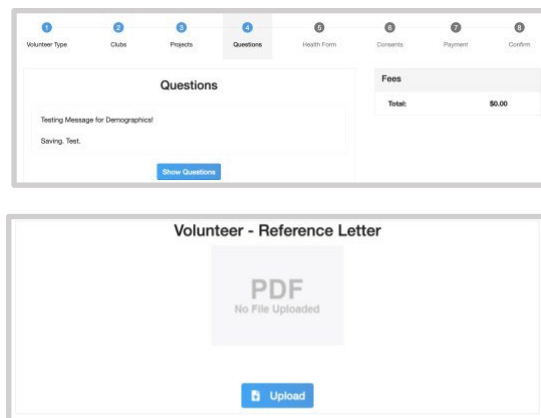 1 2 3 4 5 6 7 8
Volunteer Type Clubs Projects Questions Health Form Consents Payment Confirm
Questions
Testing Message for Demographics!
Saving. Test.
Show Questions
Fees
Total: $0.00
Volunteer - Reference Letter
PDF
No File Uploaded
Upload